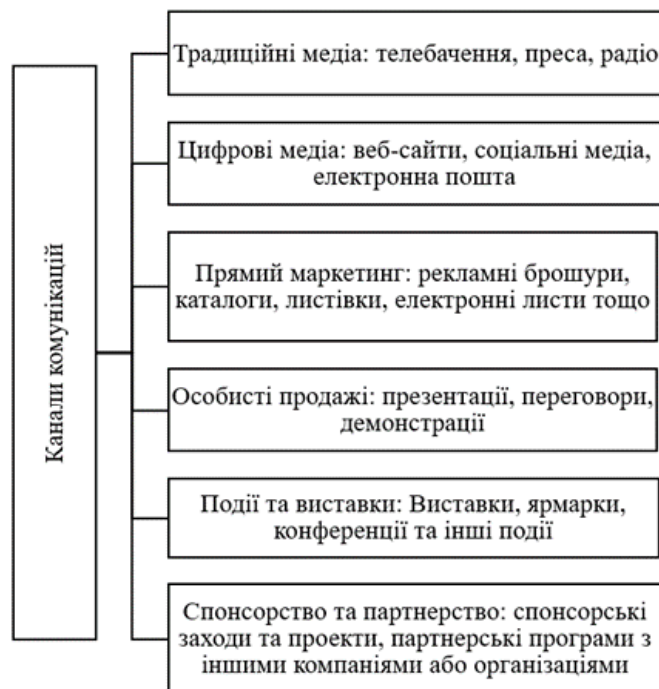 Канали комунікацій
Традиційні медіа: телебачення, преса, радіо
Цифрові медіа: веб-сайти, соціальні медіа,
електронна пошта
Прямий маркетинг: рекламні брошури,
каталоги, листівки, електронні листи тощо
Особисті продажі: презентації, переговори,
демонстрації
Події та виставки: Виставки, ярмарки,
конференції та інші події
Спонсорство та партнерство: спонсорські
заходи та проекти, партнерські програми з
іншими компаніями або організаціями